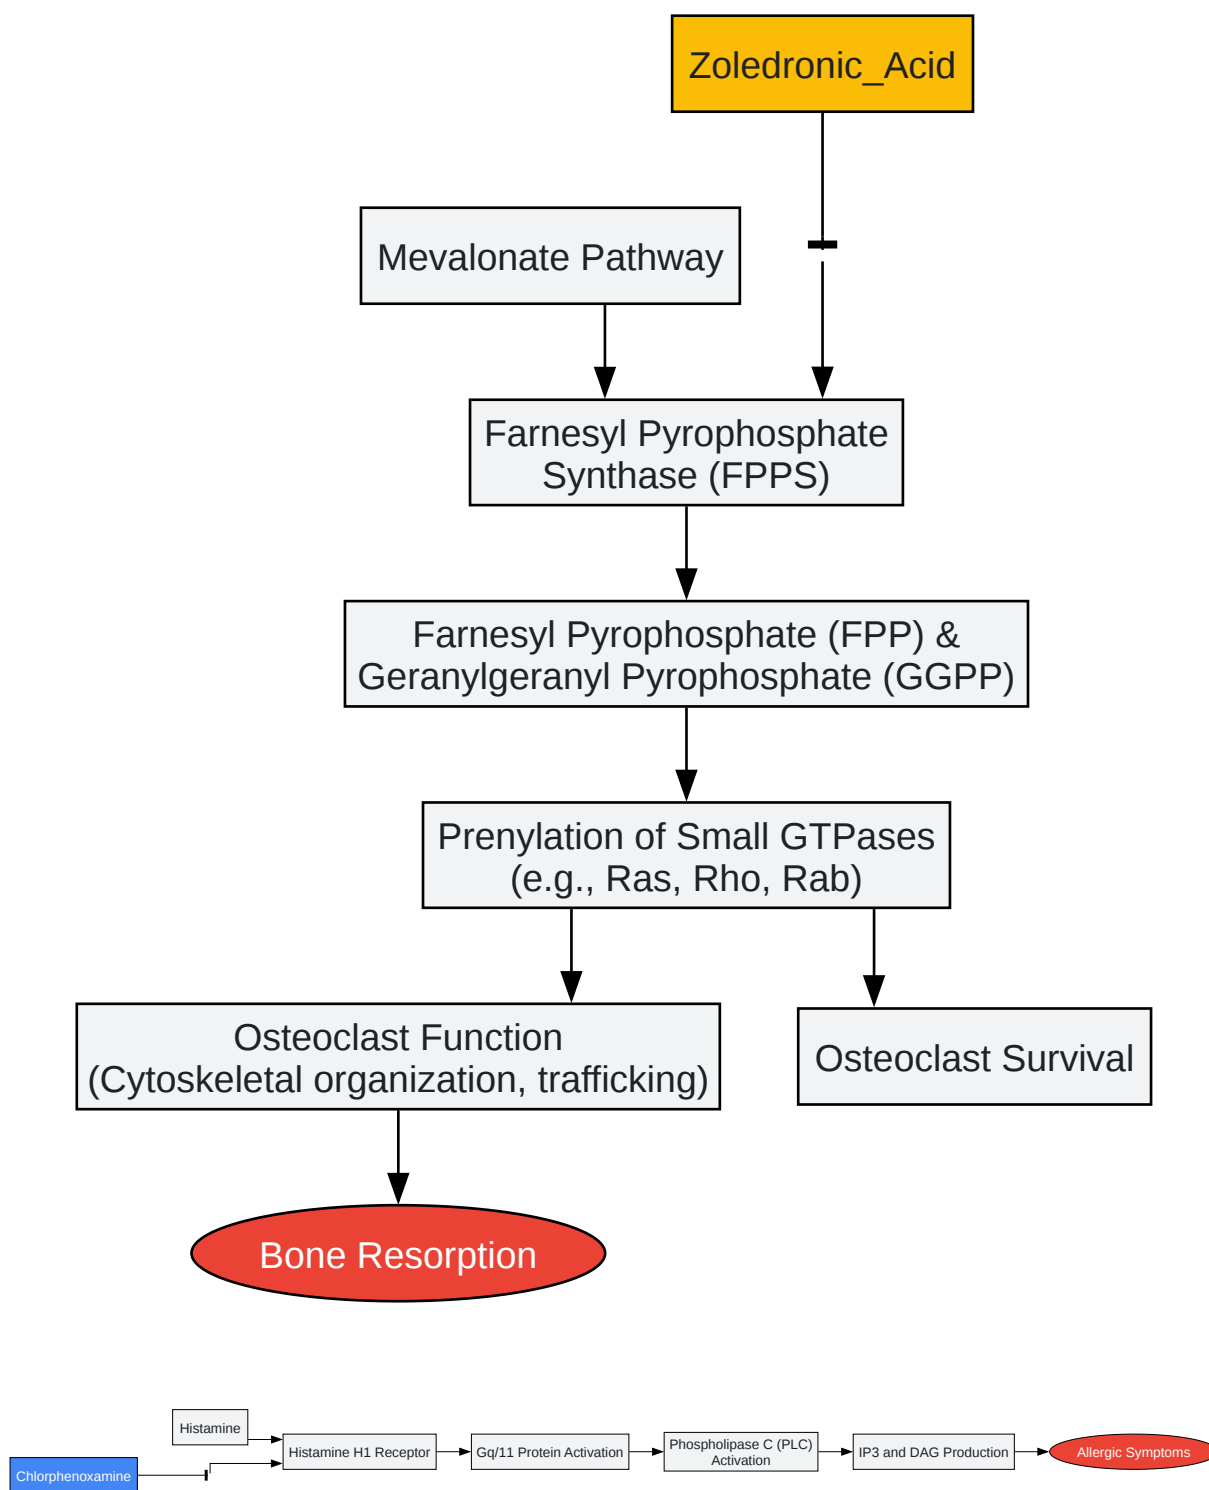 Zoledronic_Acid
Mevalonate Pathway
Farnesyl Pyrophosphate
Synthase (FPPS)
Farnesyl Pyrophosphate (FPP) &
Geranylgeranyl Pyrophosphate (GGPP)
Prenylation of Small GTPases
(e.g., Ras, Rho, Rab)
Osteoclast Function
(Cytoskeletal organization, trafficking)
Osteoclast Survival
Bone Resorption
Histamine
Chlorphenoxamine
Histamine H1 Receptor
Gq/11 Protein Activation
Phospholipase C (PLC)
Activation
IP3 and DAG Production
Allergic Symptoms